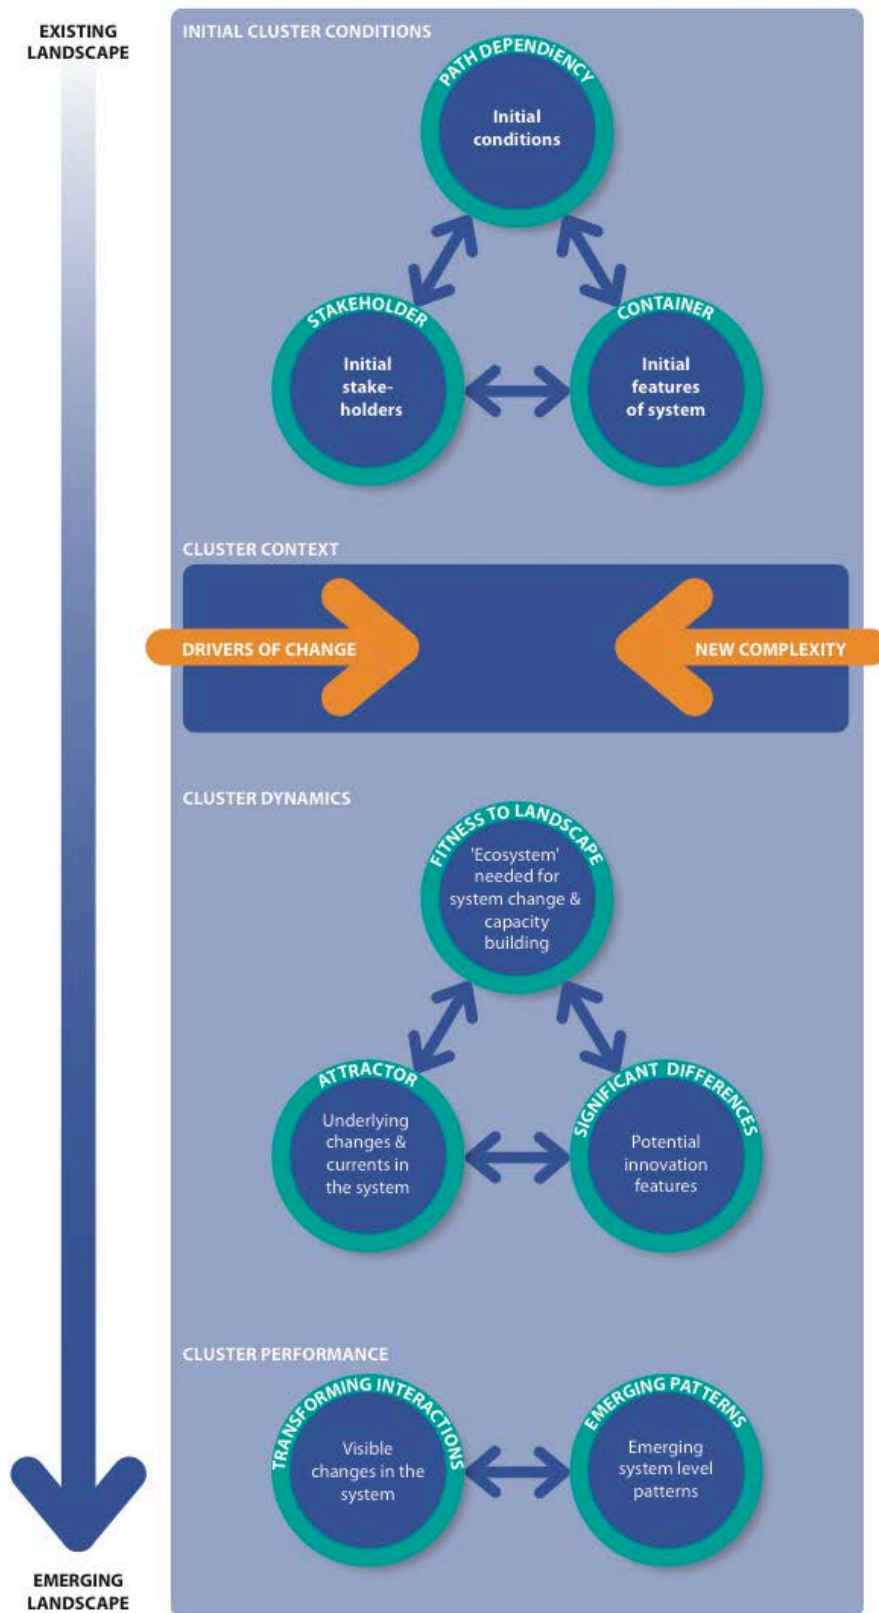 EXISTING
LANDSCAPE
INITIAL CLUSTER CONDITIONS
PATH DEPENDiENCY
Initial
conditions
STAKEHOLDER
Initial
stake-
holders
CONTAINER
Initial
features
of system
CLUSTER CONTEXT
DRIVERS OF CHANGE
NEW COMPLEXITY
CLUSTER DYNAMICS
FiTNESS TO LANDSCAPE
'Ecosystem'
needed for
system change &
capacity
building
ATTRACTOR
Underlying
changes &
currents in
the system
SIGNIFICANT DIFFERENCES
Potential
innovation
features
CLUSTER PERFORMANCE
TRANSFORMING INTERACTIONS
Visible
changes in the
system
EMERGING PATTERNS
Emerging
system level
patterns
EMERGING
LANDSCAPE